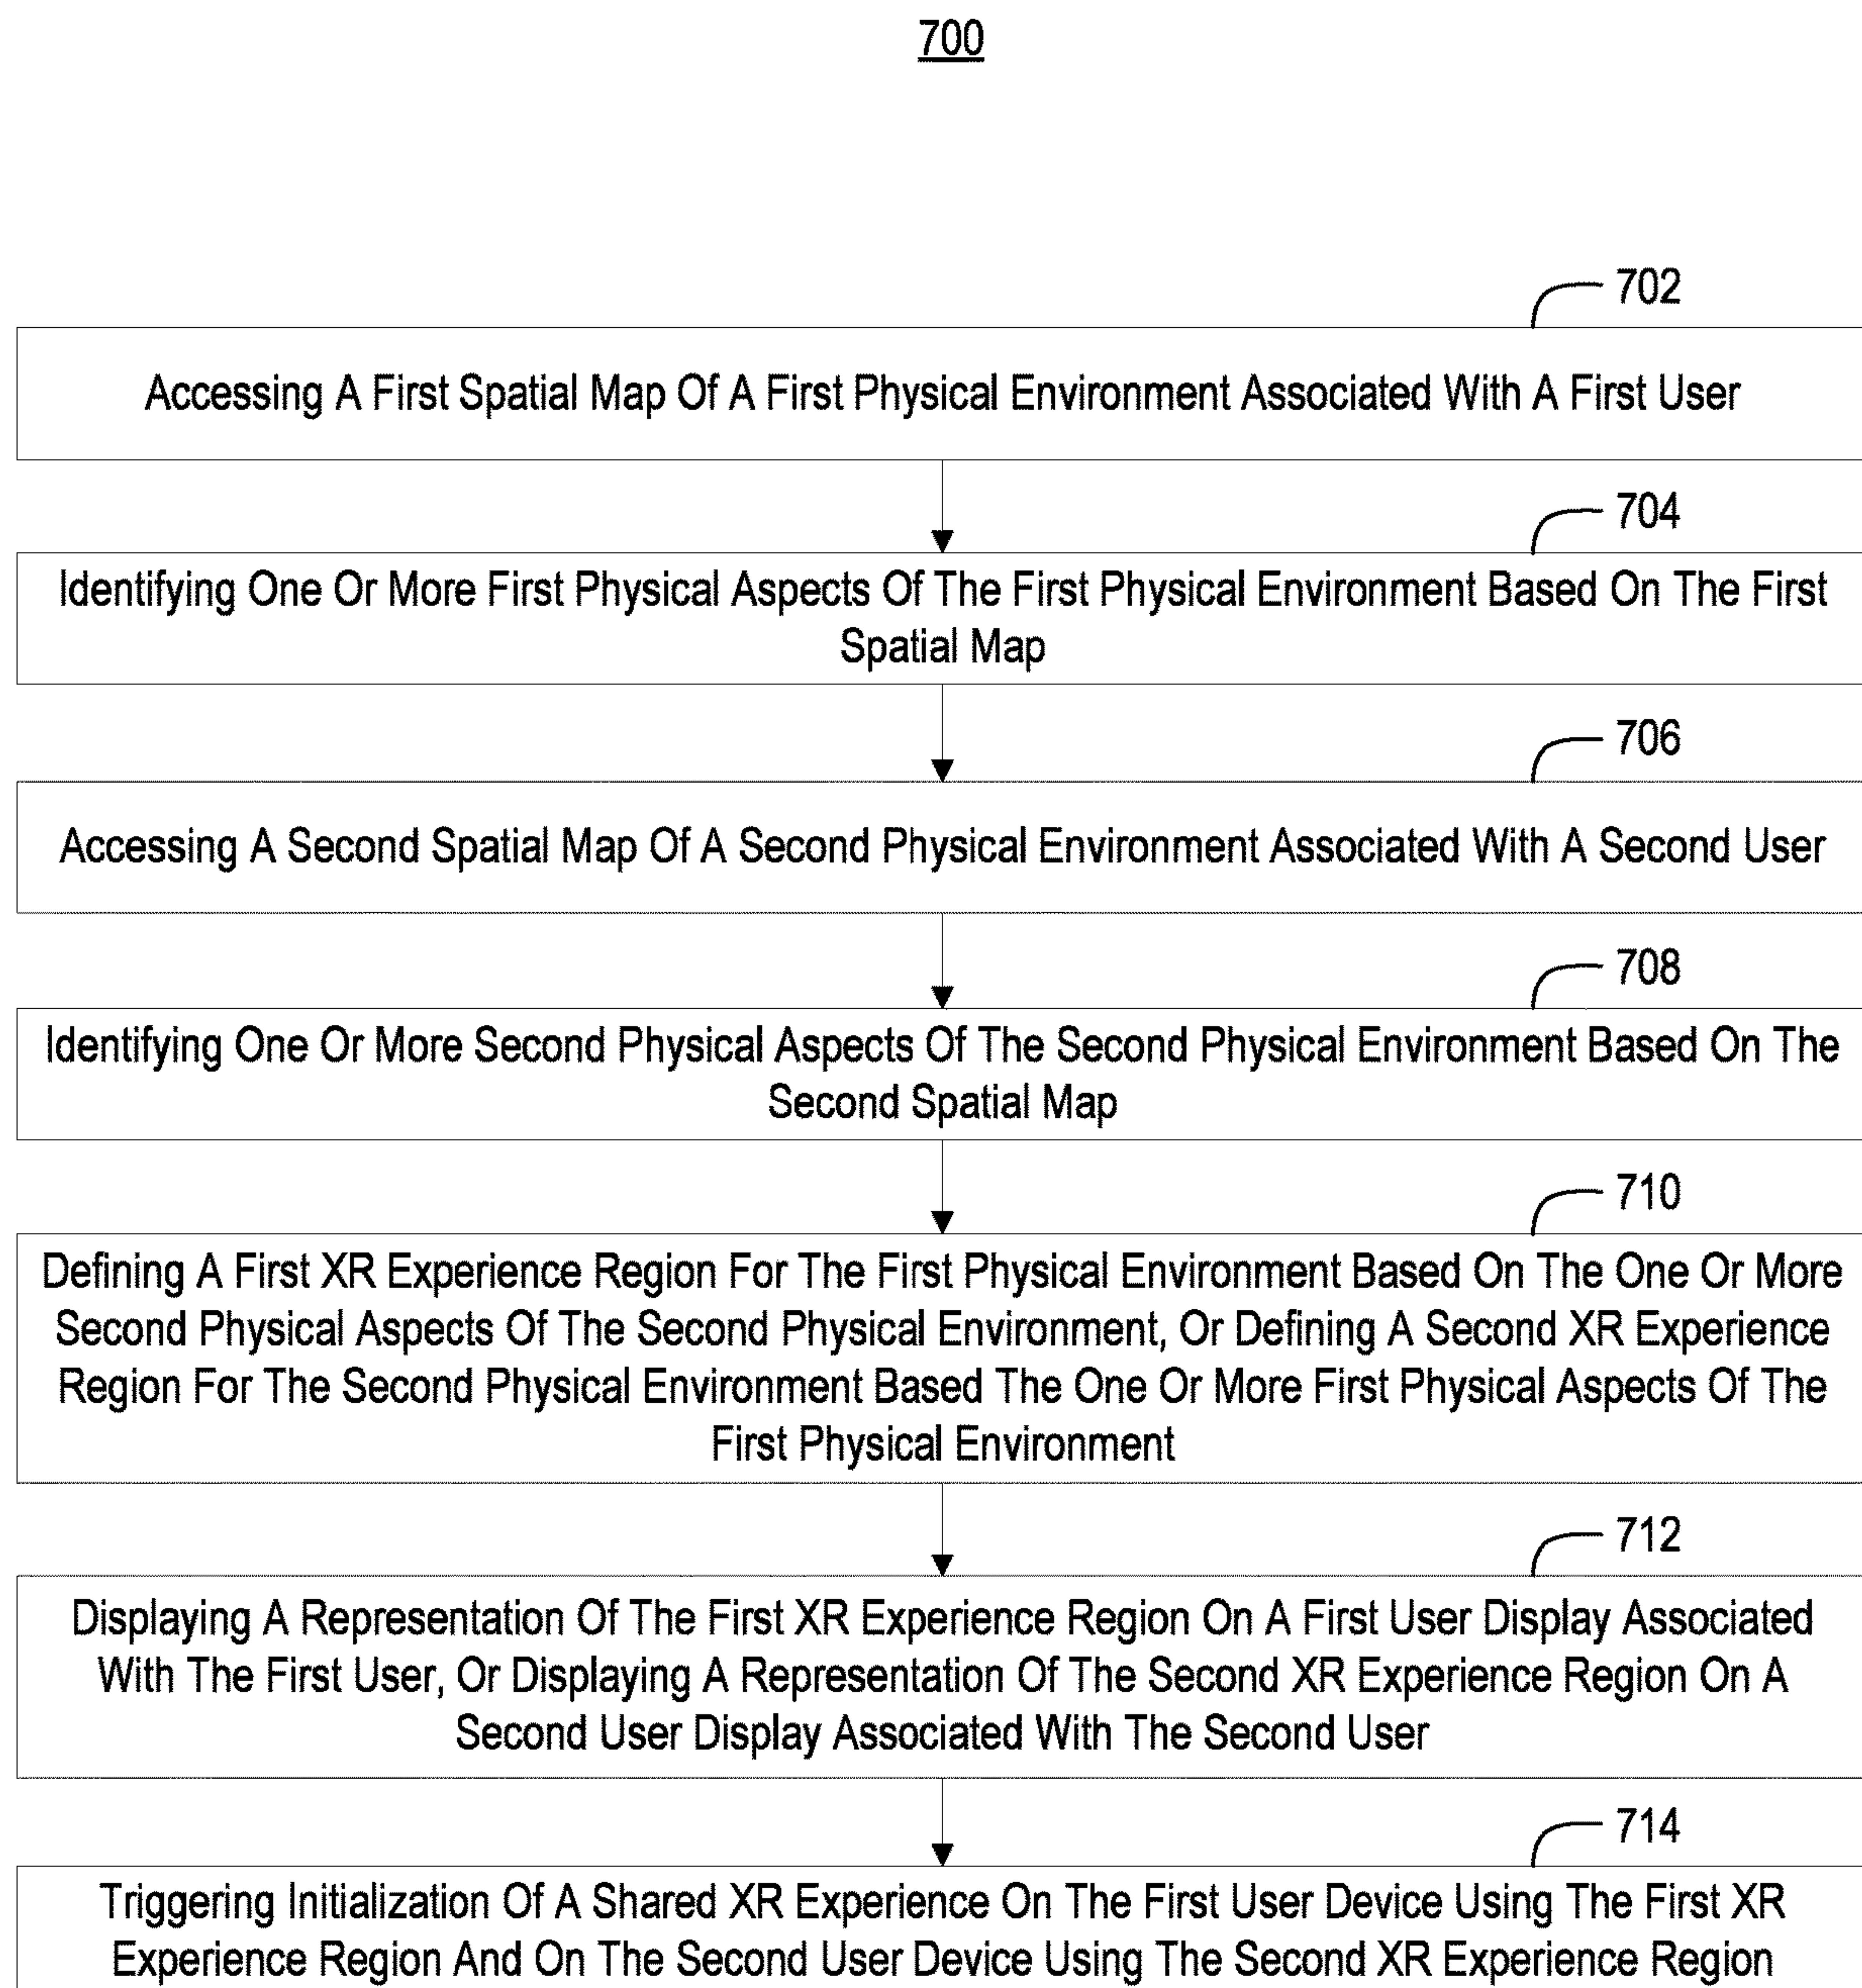 700
702
Accessing A First Spatial Map Of A First Physical Environment Associated With A First User
704
Identifying One Or More First Physical Aspects Of The First Physical Environment Based On The First
Spatial Map
706
Accessing A Second Spatial Map Of A Second Physical Environment Associated With A Second User
708
Identifying One Or More Second Physical Aspects Of The Second Physical Environment Based On The
Second Spatial Map
710
Defining A First XR Experience Region For The First Physical Environment Based On The One Or More
Second Physical Aspects Of The Second Physical Environment, Or Defining A Second XR Experience
Region For The Second Physical Environment Based The One Or More First Physical Aspects Of The
First Physical Environment
712
Displaying A Representation Of The First XR Experience Region On A First User Display Associated
With The First User, Or Displaying A Representation Of The Second XR Experience Region On A
Second User Display Associated With The Second User
714
Triggering Initialization Of A Shared XR Experience On The First User Device Using The First XR
Experience Region And On The Second User Device Using The Second XR Experience Region